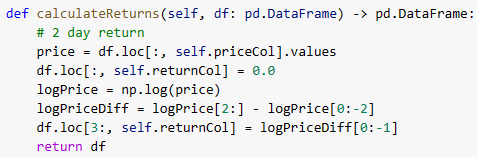 def calculateReturns(self, df: pd.DataFrame) -> pd.DataFrame:
# 2 day return
price = df.loc[:, self.priceCol].values
df.loc[:, self.returnCol] = 0.0
logPrice = np.log(price)
logPriceDiff = logPrice[2:] - logPrice[0:-2]
df.loc[3:, self.returnCol] = logPriceDiff[0:-1]
return df